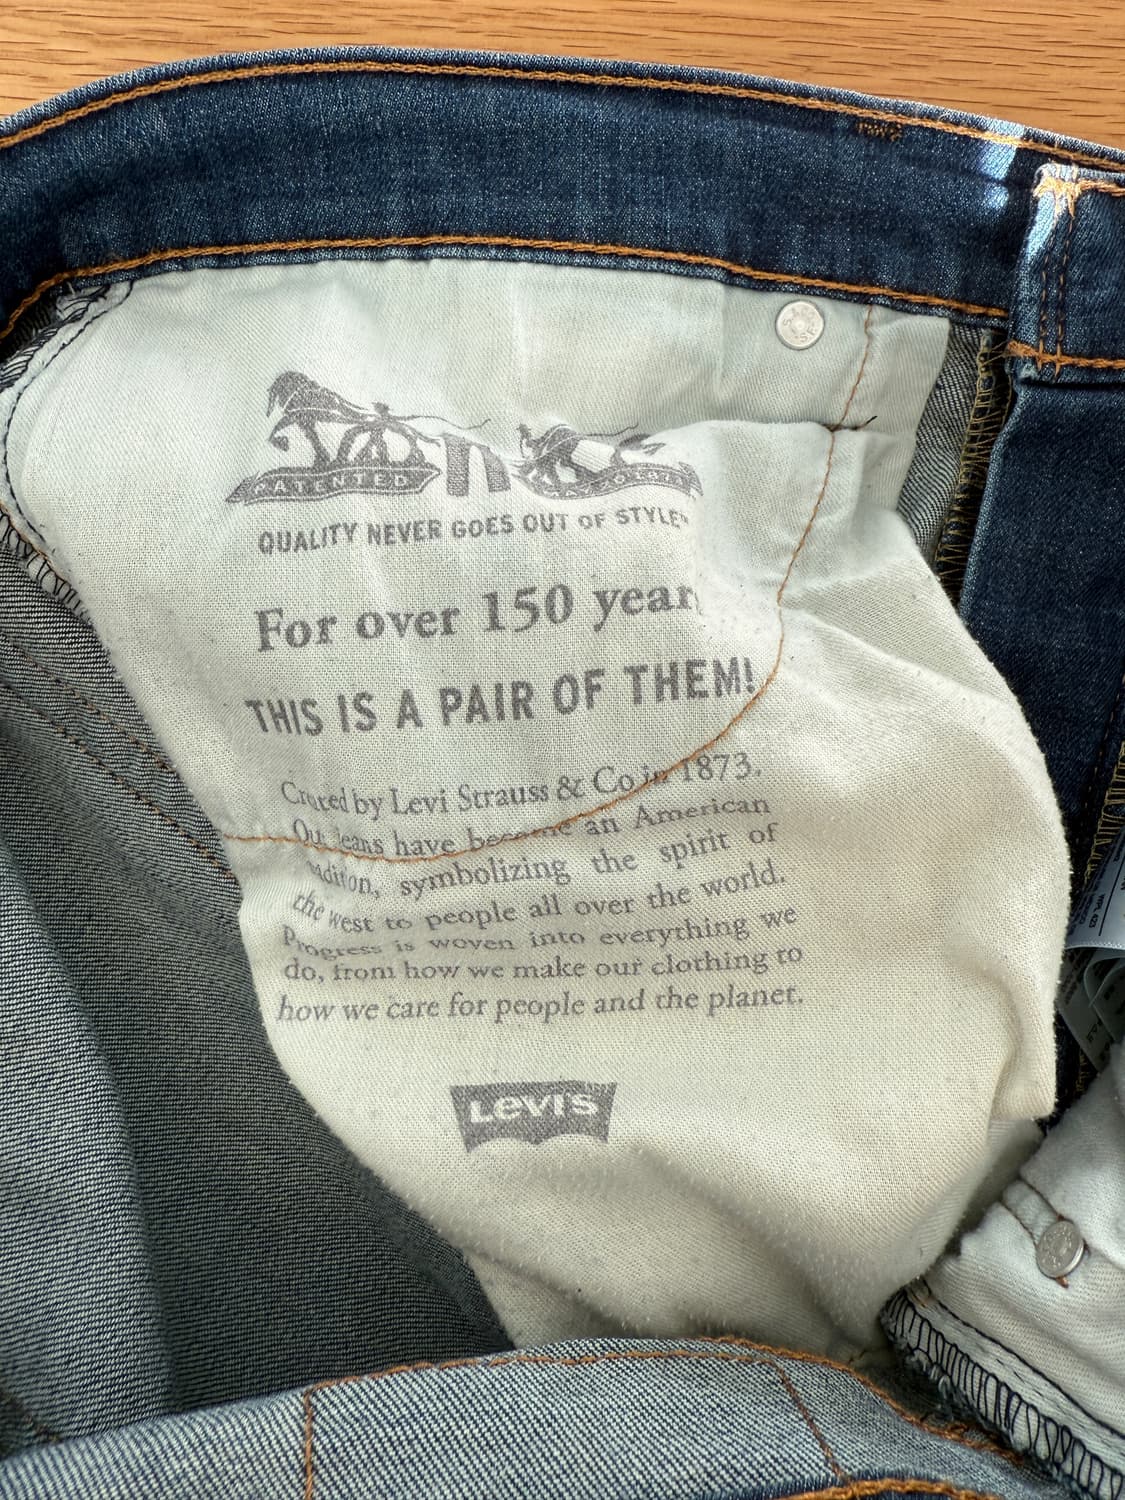 PATENTED
QUALITY NEVER GOES OUT OF STYLE™
For over 150 year
THIS IS A PAIR OF THEM!
Created by Levi Strauss & Co in 1873.
Our Jeans have become an American
tradition, symbolizing the spirit of
the west to people all over the world.
Progress is woven into everything we
do, from how we make our clothing to
how we care for people and the planet.
LEVI'S